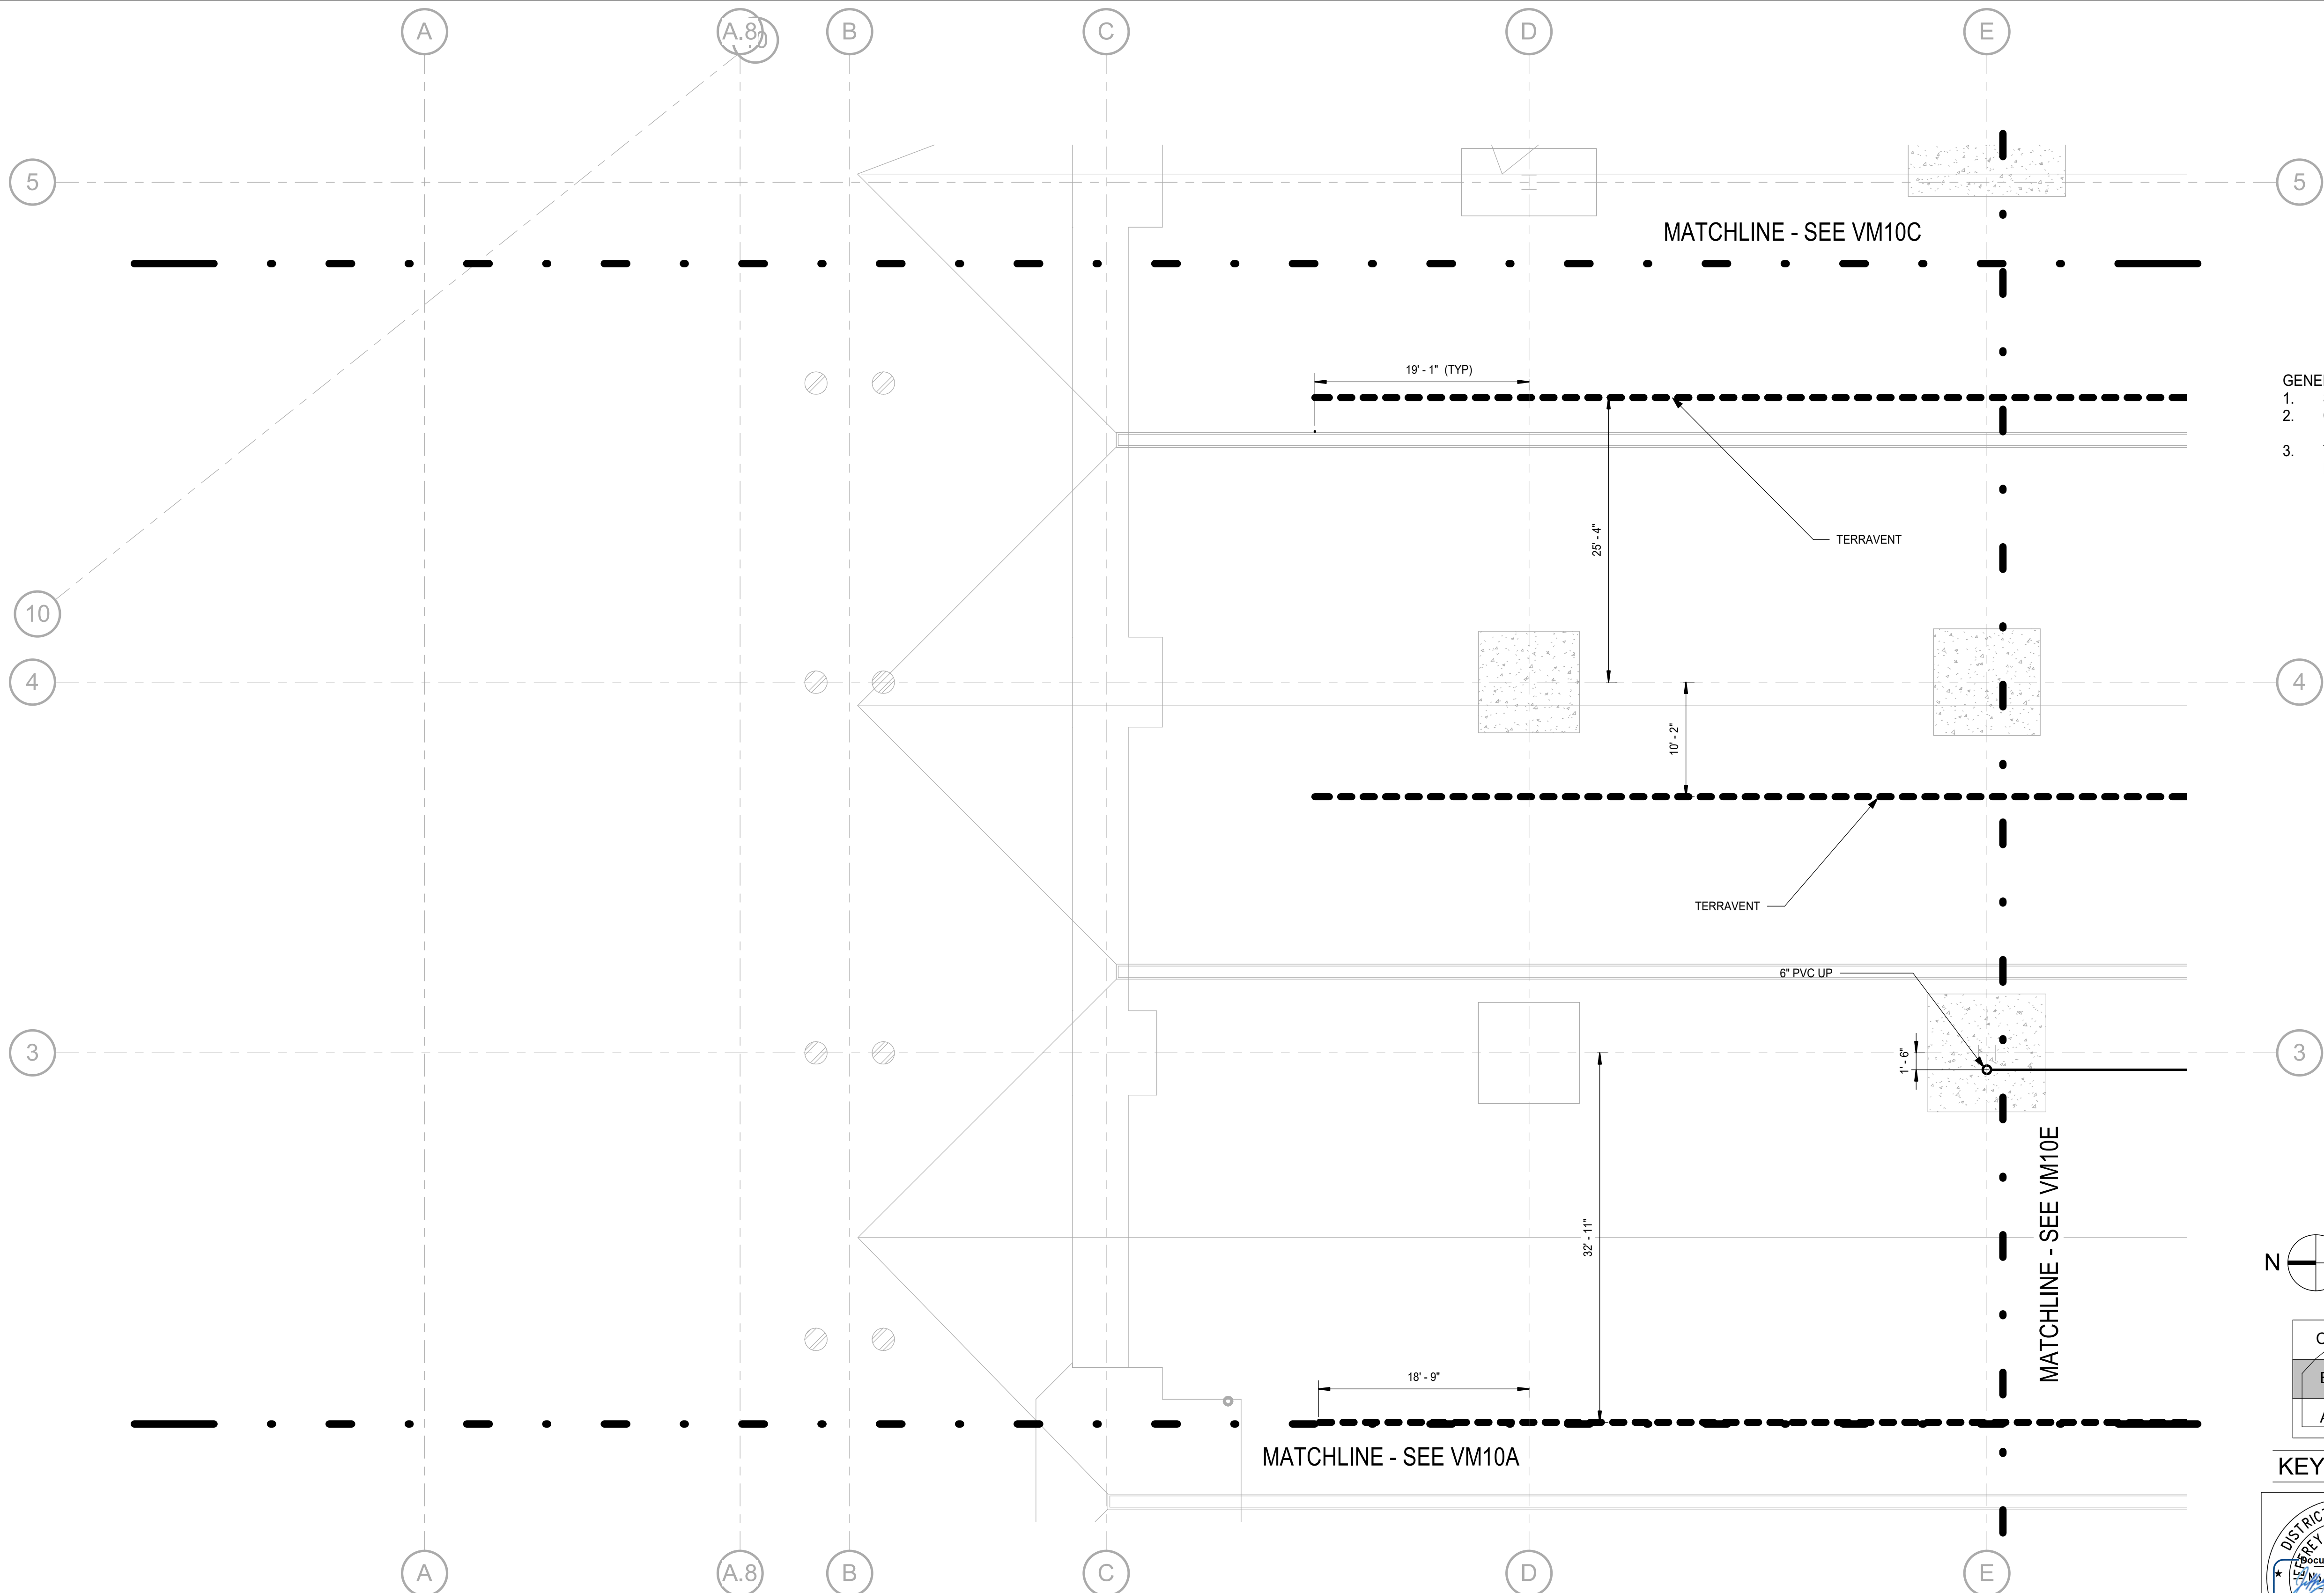 A
A.8
B
C
D
E
5
5
MATCHLINE - SEE VM10C
19' - 1" (TYP)
1.
2.
3.
25' - 4"
TERRAVENT
10
4
4
10' - 2"
TERRAVENT
6" PVC UP
3
3
1' - 6"
MATCHLINE - SEE VM10E
32' - 11"
N
18' - 9"
MATCHLINE - SEE VM10A
KEY
A
A.8
B
C
D
E